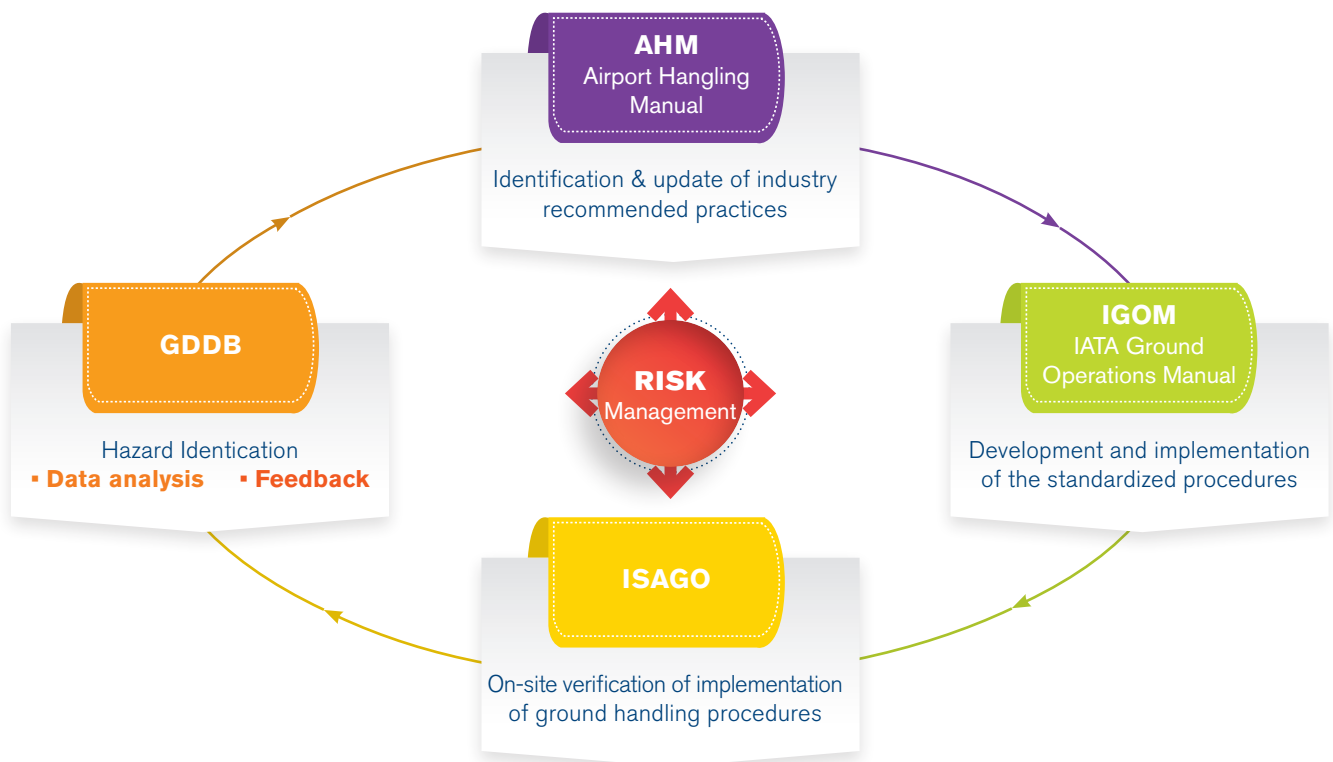 AHM
Airport Hangling
Manual
Identification & update of industry
recommended practices
GDDB
Hazard Identication
▪ Data analysis ▪ Feedback
RISK
Management
IGOM
IATA Ground
Operations Manual
Development and implementation
of the standardized procedures
ISAGO
On-site verification of implementation
of ground handling procedures